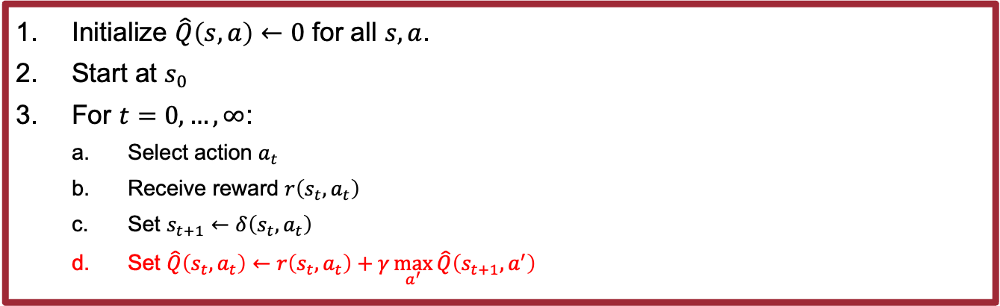 1. Initialize Q̂(s, a) ← 0 for all s, a.
2. Start at s₀
3. For t = 0, ..., ∞:
a. Select action aₜ
b. Receive reward r(sₜ, aₜ)
c. Set sₜ₊₁ ← δ(sₜ, aₜ)
d. Set Q̂(sₜ, aₜ) ← r(sₜ, aₜ) + γ max Q̂(sₜ₊₁, a′)
a′